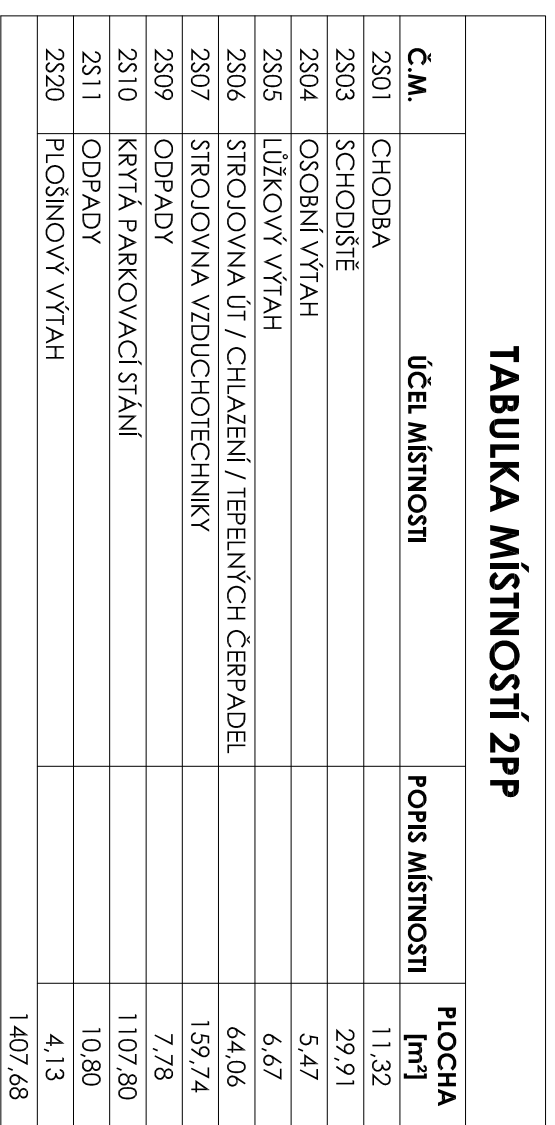 TABULKA MÍSTNOSTÍ 2PP
Č.M. ÚČEL MÍSTNOSTI POPIS MÍSTNOSTI PLOCHA [m²]
2S01 CHODBA 11,32
2S03 SCHODIŠTĚ 29,91
2S04 OSOBNÍ VÝTAH 5,47
2S05 LŮŽKOVÝ VÝTAH 6,67
2S06 STROJOVNA ÚT / CHLAZENÍ / TEPELNÝCH ČERPADEL 64,06
2S07 STROJOVNA VZDUCHOTECHNIKY 159,74
2S09 ODPADY 7,78
2S10 KRYTÁ PARKOVACÍ STÁNÍ 1107,80
2S11 ODPADY 10,80
2S20 PLOŠINOVÝ VÝTAH 4,13
1407,68